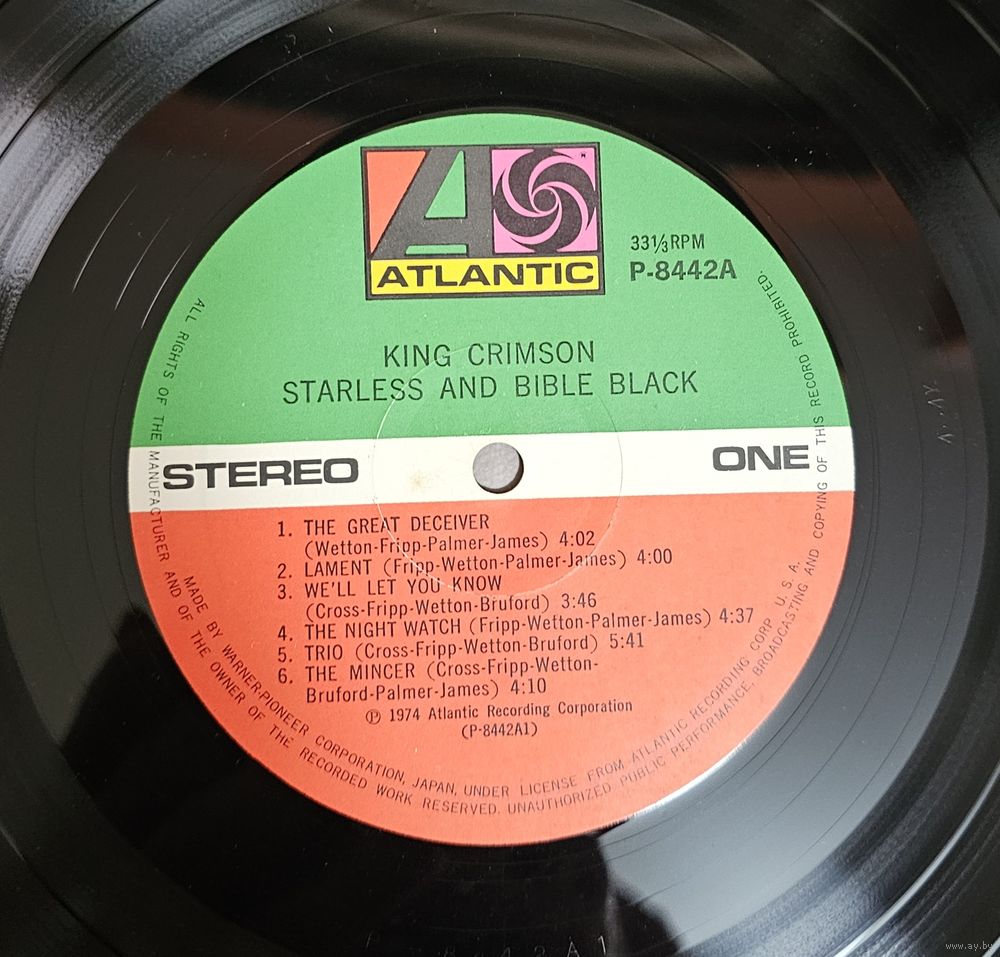 ATLANTIC
33⅓RPM
P-8442A
KING CRIMSON
STARLESS AND BIBLE BLACK
STEREO
ONE
1. THE GREAT DECEIVER
(Wetton-Fripp-Palmer-James) 4:02
2. LAMENT (Fripp-Wetton-Palmer-James) 4:00
3. WE'LL LET YOU KNOW
(Cross-Fripp-Wetton-Bruford) 3:46
4. THE NIGHT WATCH (Fripp-Wetton-Palmer-James) 4:37
5. TRIO (Cross-Fripp-Wetton-Bruford) 5:41
6. THE MINCER (Cross-Fripp-Wetton-
Bruford-Palmer-James) 4:10
Ⓟ 1974 Atlantic Recording Corporation
(P-8442A1)
MADE BY WARNER-PIONEER CORPORATION, JAPAN, UNDER LICENSE FROM ATLANTIC RECORDING CORP. U.S.A.
ALL RIGHTS OF THE MANUFACTURER AND OF THE OWNER OF THE RECORDED WORK RESERVED. UNAUTHORIZED PUBLIC PERFORMANCE, BROADCASTING AND COPYING OF THIS RECORD PROHIBITED.
www.ay.by